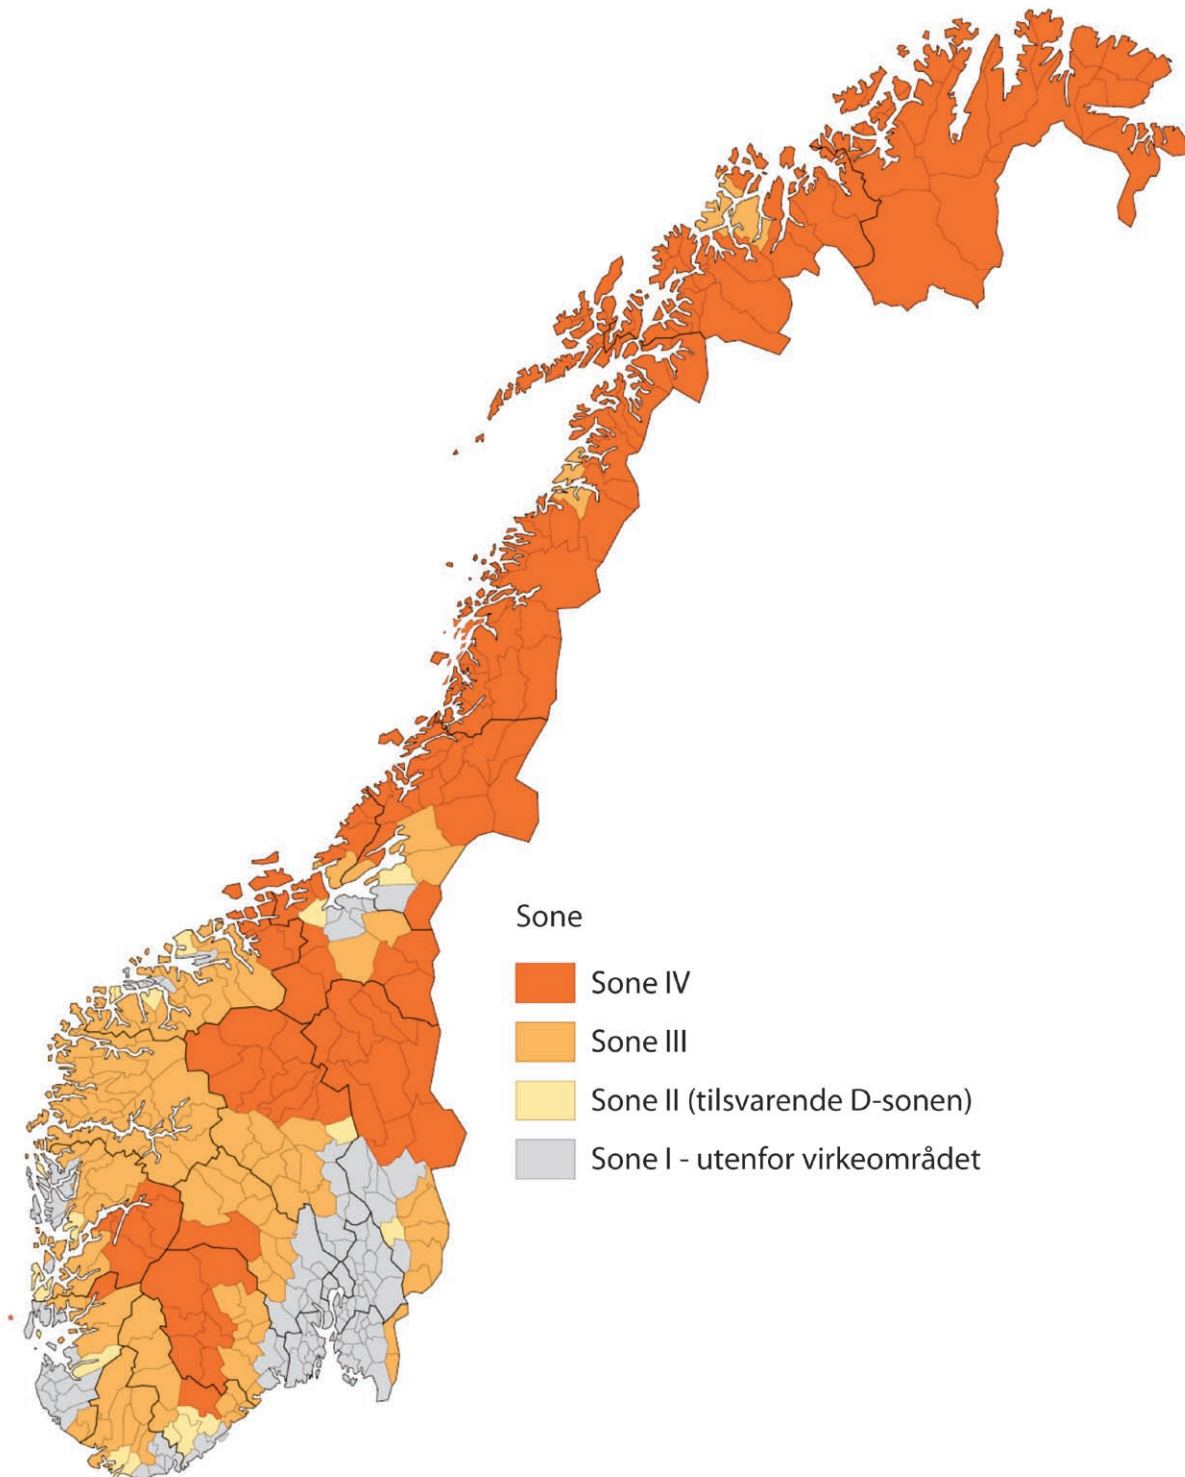 Sone
Sone IV
Sone III
Sone II (tilsvarende D-sonen)
Sone I - utenfor virkeområdet